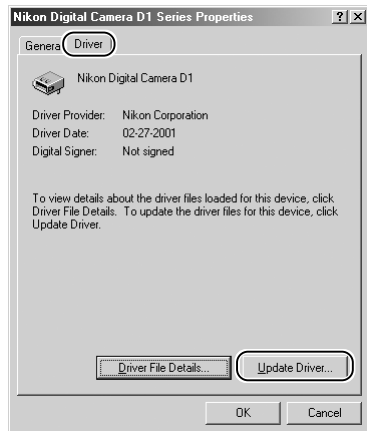 Nikon Digital Camera D1 Series Properties
? ×
General Driver
Nikon Digital Camera D1
Driver Provider: Nikon Corporation
Driver Date: 02-27-2001
Digital Signer: Not signed
To view details about the driver files loaded for this device, click
Driver File Details. To update the driver files for this device, click
Update Driver.
Driver File Details... Update Driver...
OK Cancel